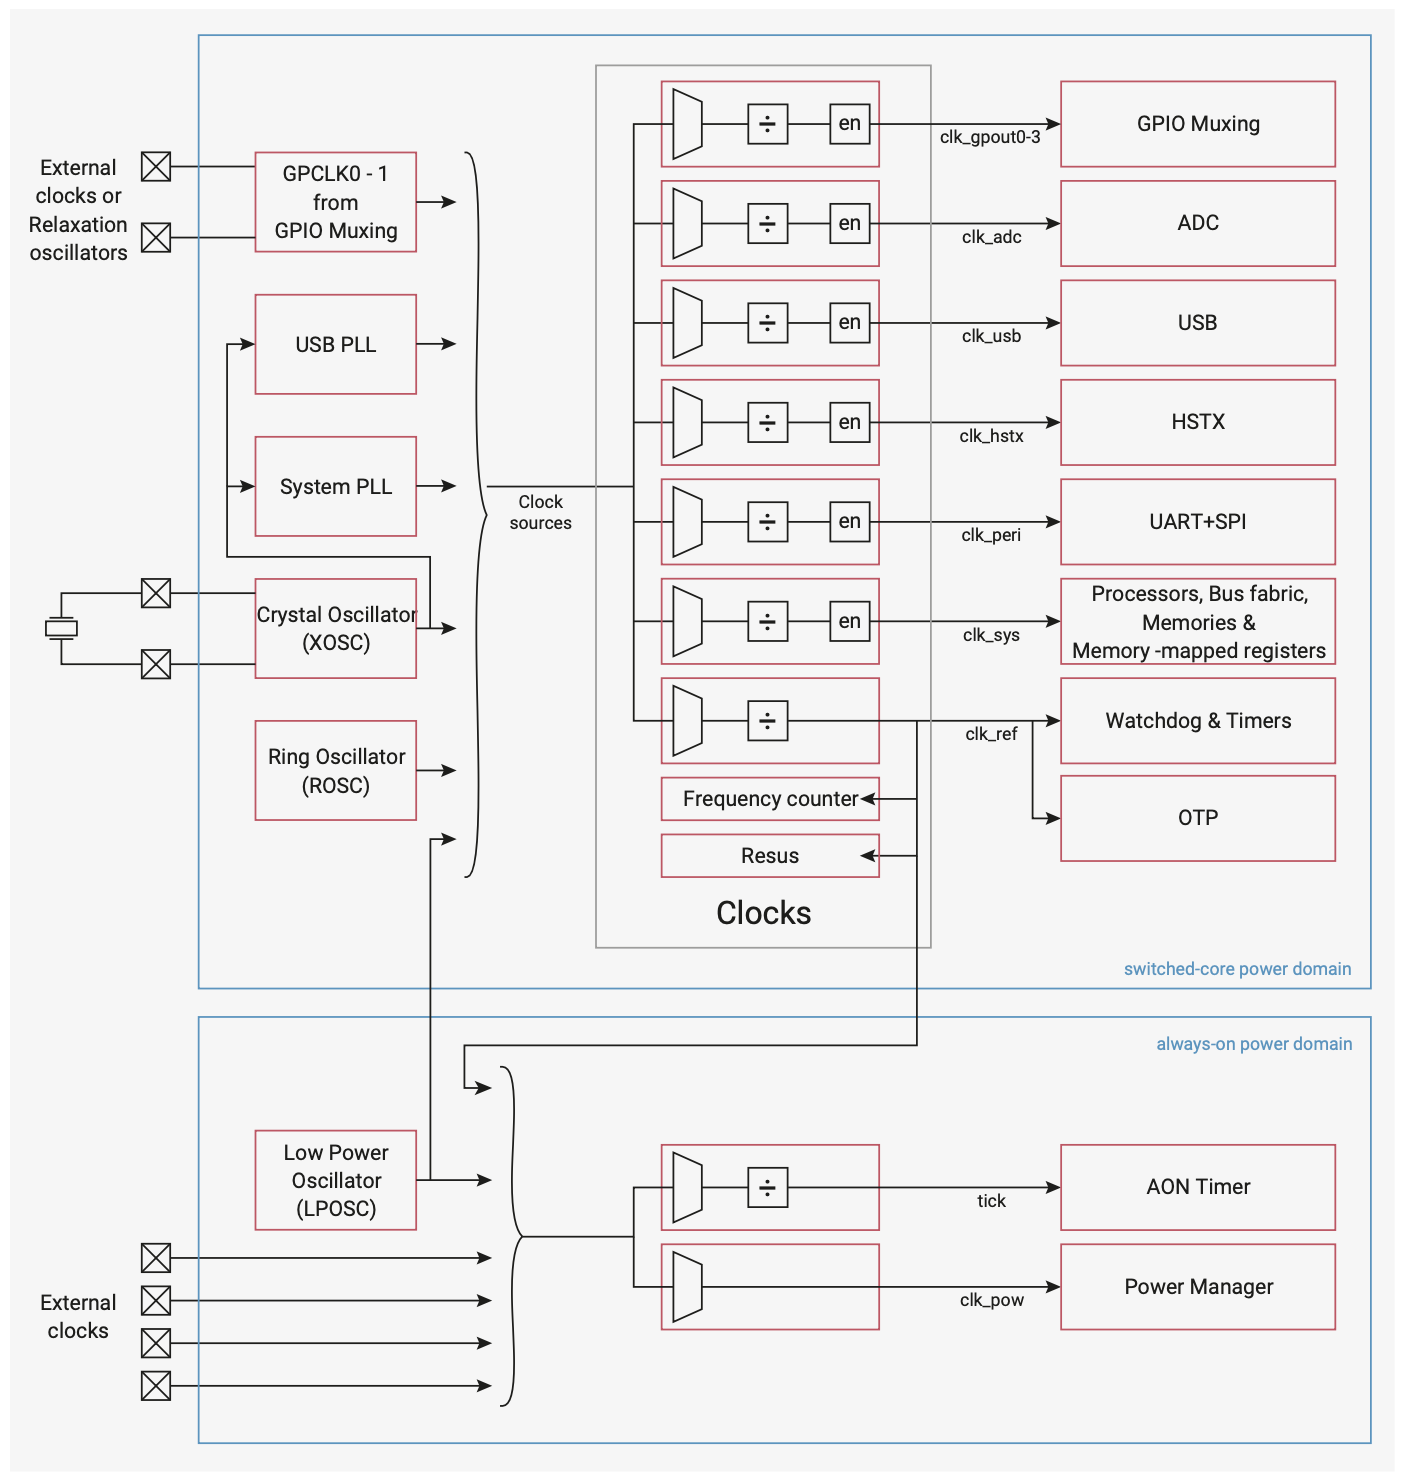 External
clocks or
Relaxation
oscillators
GPCLK0 - 1
from
GPIO Muxing
USB PLL
System PLL
Crystal Oscillator
(XOSC)
Ring Oscillator
(ROSC)
Clock
sources
÷
en
clk_gpout0-3
GPIO Muxing
÷
en
clk_adc
ADC
÷
en
clk_usb
USB
÷
en
clk_hstx
HSTX
÷
en
clk_peri
UART+SPI
÷
en
clk_sys
Processors, Bus fabric,
Memories &
Memory -mapped registers
÷
clk_ref
Watchdog & Timers
Frequency counter
OTP
Resus
Clocks
switched-core power domain
always-on power domain
Low Power
Oscillator
(LPOSC)
÷
tick
AON Timer
External
clocks
clk_pow
Power Manager